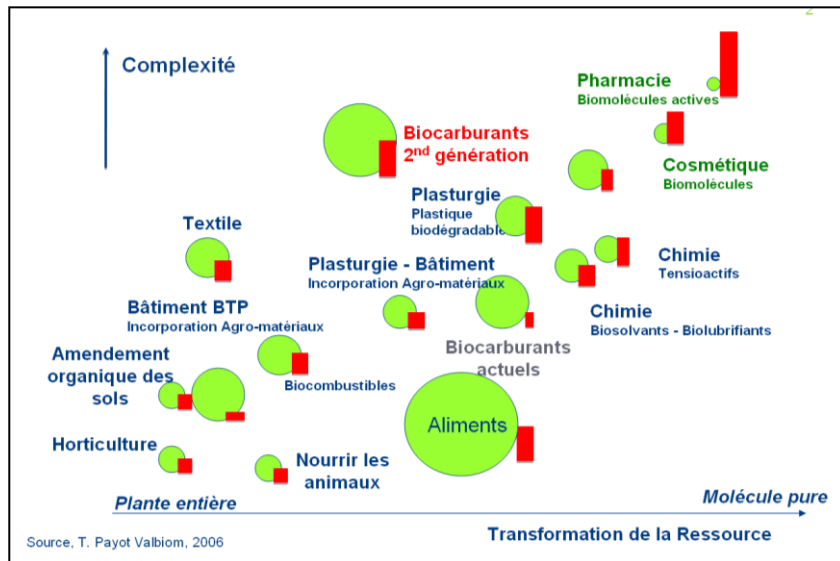 2
Complexité
Pharmacie
Biomolécules actives
Biocarburants
2nd génération
Cosmétique
Biomolécules
Plasturgie
Plastique
biodégradable
Textile
Plasturgie - Bâtiment
Incorporation Agro-matériaux
Chimie
Tensioactifs
Bâtiment BTP
Incorporation Agro-matériaux
Chimie
Biosolvants - Biolubrifiants
Biocarburants
actuels
Amendement
organique des
sols
Biocombustibles
Aliments
Horticulture
Nourrir les
animaux
Plante entière
Molécule pure
Transformation de la Ressource
Source, T. Payot Valbiom, 2006